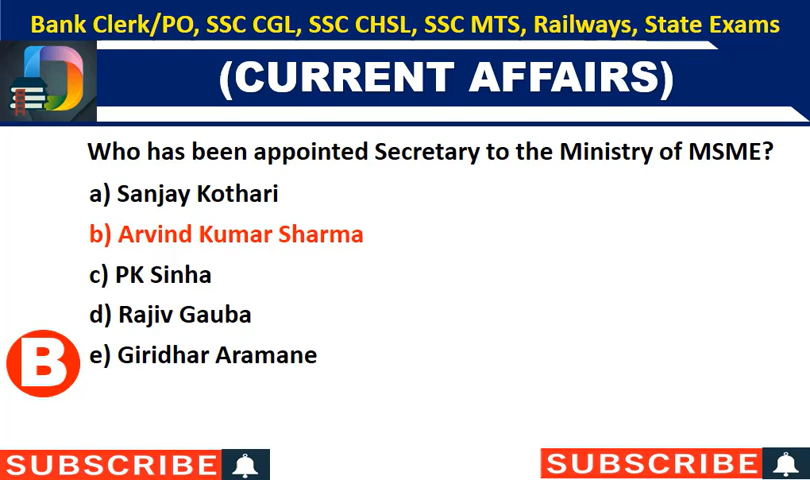 Bank Clerk/PO, SSC CGL, SSC CHSL, SSC MTS, Railways, State Exams
(CURRENT AFFAIRS)
Who has been appointed Secretary to the Ministry of MSME?
a) Sanjay Kothari
b) Arvind Kumar Sharma
c) PK Sinha
d) Rajiv Gauba
e) Giridhar Aramane
B
SUBSCRIBE
SUBSCRIBE